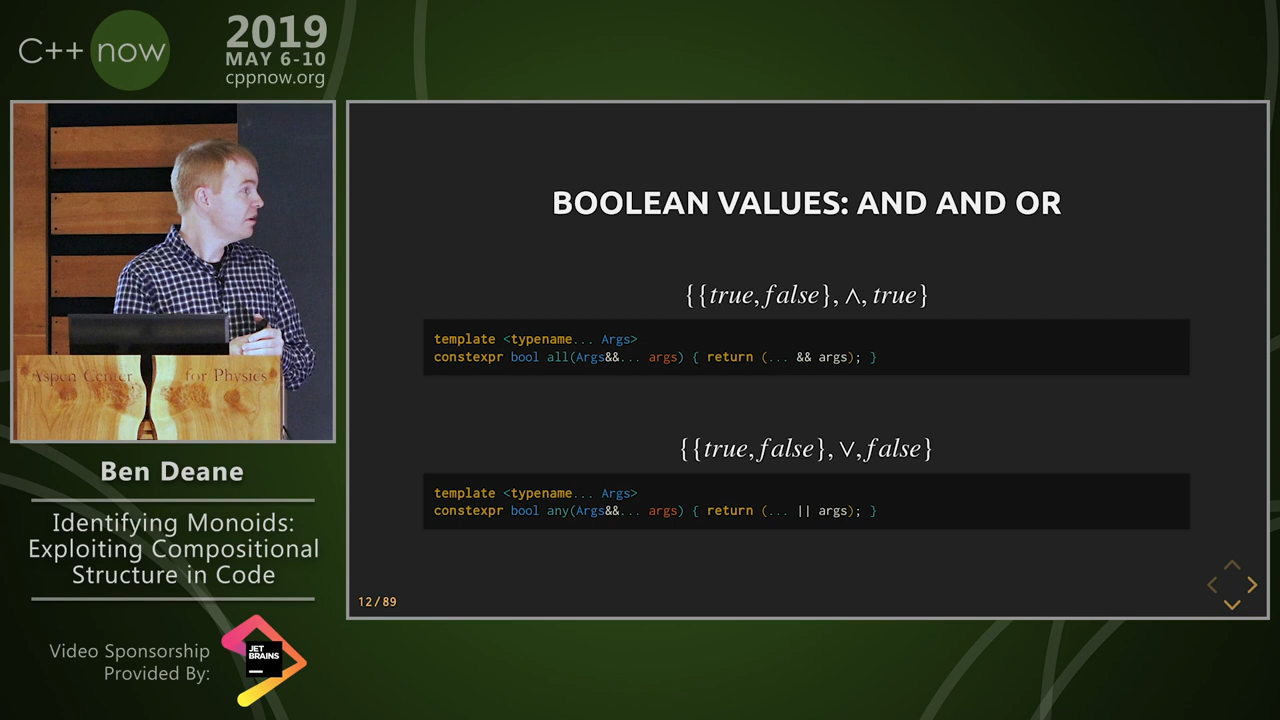 C++ now
2019
MAY 6-10
cppnow.org
Aspen Center for Physics
Ben Deane
Identifying Monoids:
Exploiting Compositional
Structure in Code
Video Sponsorship
Provided By:
JET
BRAINS
BOOLEAN VALUES: AND AND OR
{{true, false}, ∧, true}
template <typename... Args>
constexpr bool all(Args&&... args) { return (... && args); }
{{true, false}, ∨, false}
template <typename... Args>
constexpr bool any(Args&&... args) { return (... || args); }
12/89